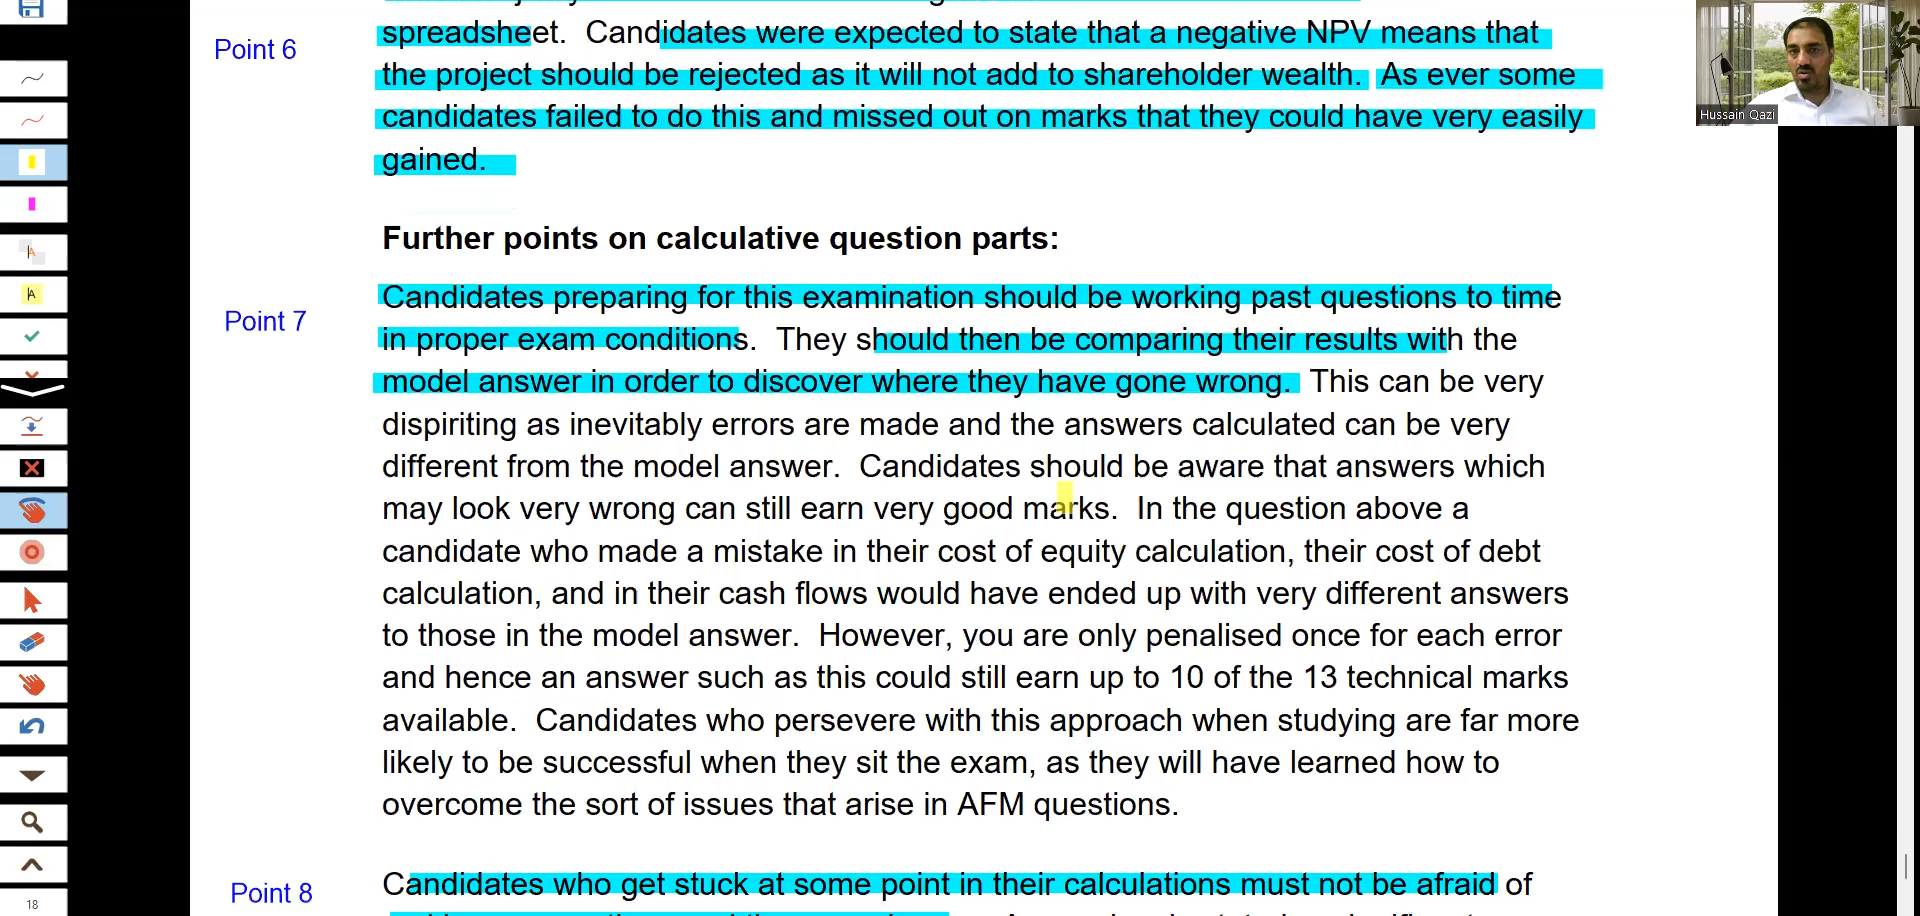 Point 6
spreadsheet. Candidates were expected to state that a negative NPV means that
the project should be rejected as it will not add to shareholder wealth. As ever some
candidates failed to do this and missed out on marks that they could have very easily
gained.
Hussain Qazi
Further points on calculative question parts:
Point 7
Candidates preparing for this examination should be working past questions to time
in proper exam conditions. They should then be comparing their results with the
model answer in order to discover where they have gone wrong. This can be very
dispiriting as inevitably errors are made and the answers calculated can be very
different from the model answer. Candidates should be aware that answers which
may look very wrong can still earn very good marks. In the question above a
candidate who made a mistake in their cost of equity calculation, their cost of debt
calculation, and in their cash flows would have ended up with very different answers
to those in the model answer. However, you are only penalised once for each error
and hence an answer such as this could still earn up to 10 of the 13 technical marks
available. Candidates who persevere with this approach when studying are far more
likely to be successful when they sit the exam, as they will have learned how to
overcome the sort of issues that arise in AFM questions.
Point 8
Candidates who get stuck at some point in their calculations must not be afraid of
A
A
18